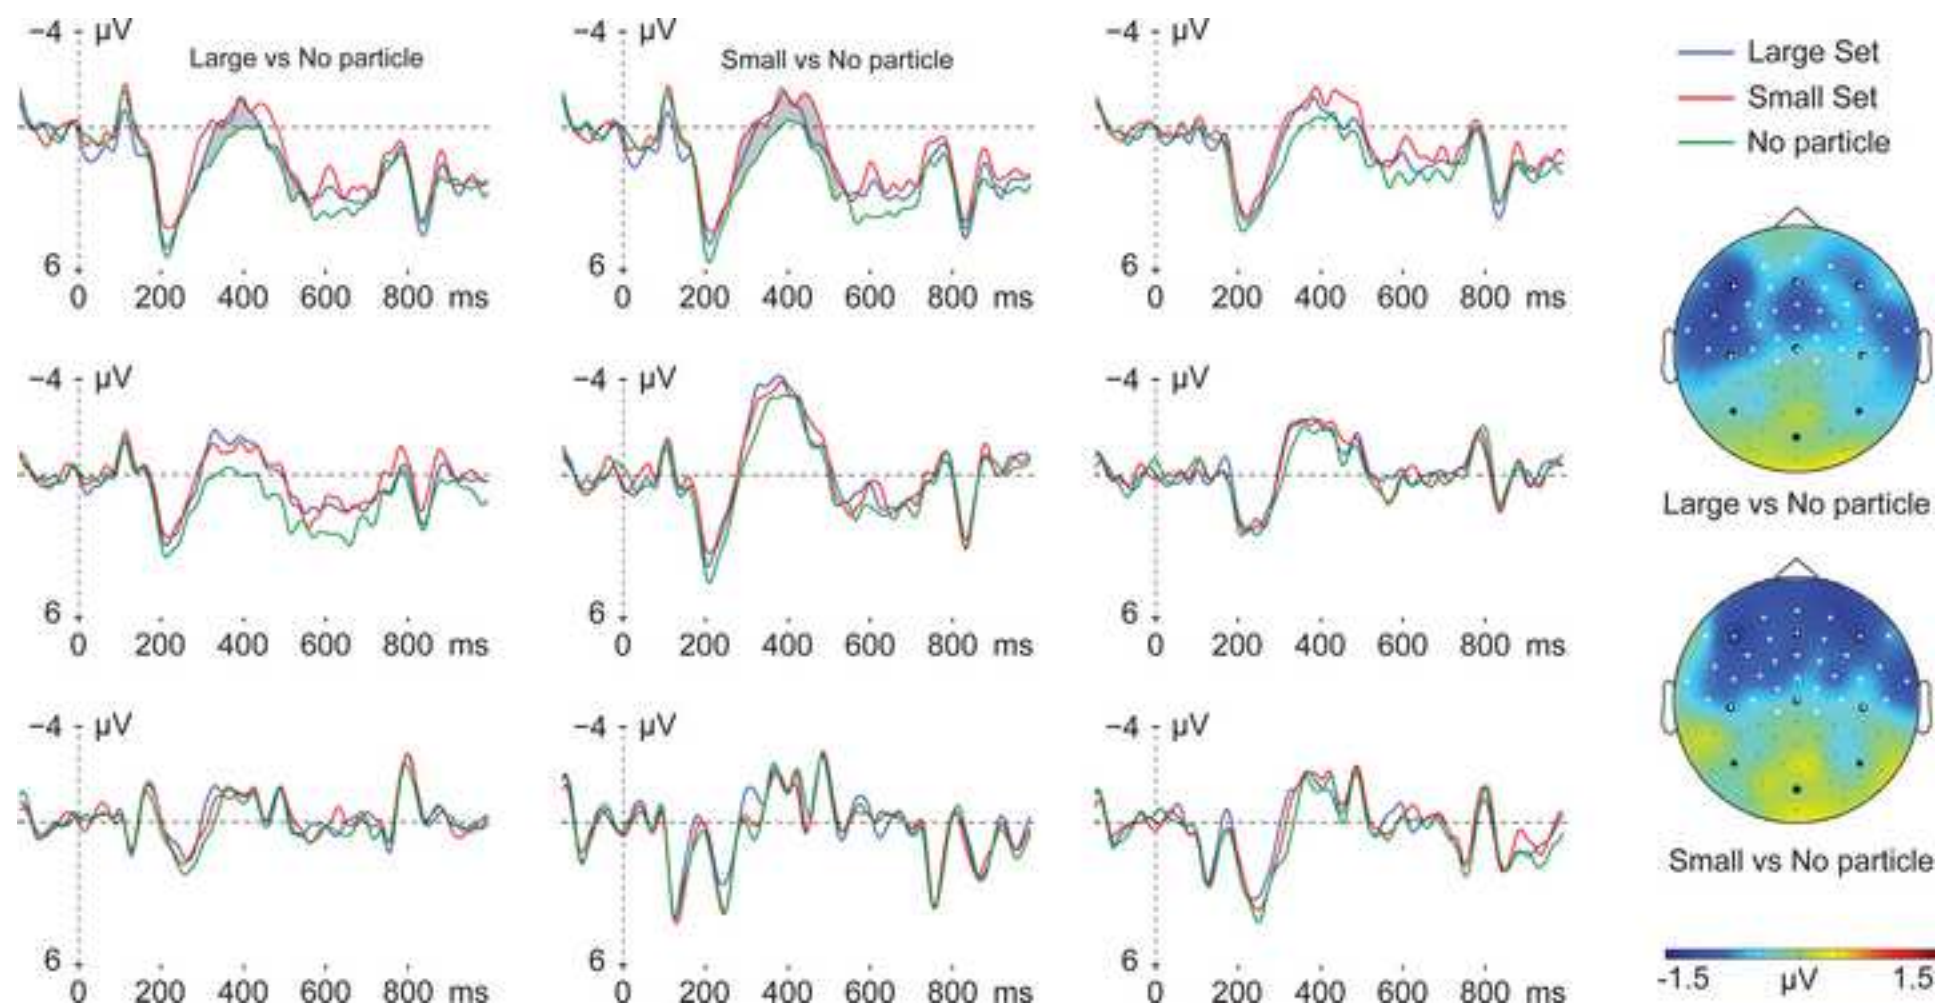 −4 µV
Large vs No particle
6
0 200 400 600 800 ms
−4 µV
Small vs No particle
6
0 200 400 600 800 ms
−4 µV
6
0 200 400 600 800 ms
Large Set
Small Set
No particle
−4 µV
6
0 200 400 600 800 ms
−4 µV
6
0 200 400 600 800 ms
−4 µV
6
0 200 400 600 800 ms
Large vs No particle
−4 µV
6
0 200 400 600 800 ms
−4 µV
6
0 200 400 600 800 ms
−4 µV
6
0 200 400 600 800 ms
Small vs No particle
-1.5 µV 1.5